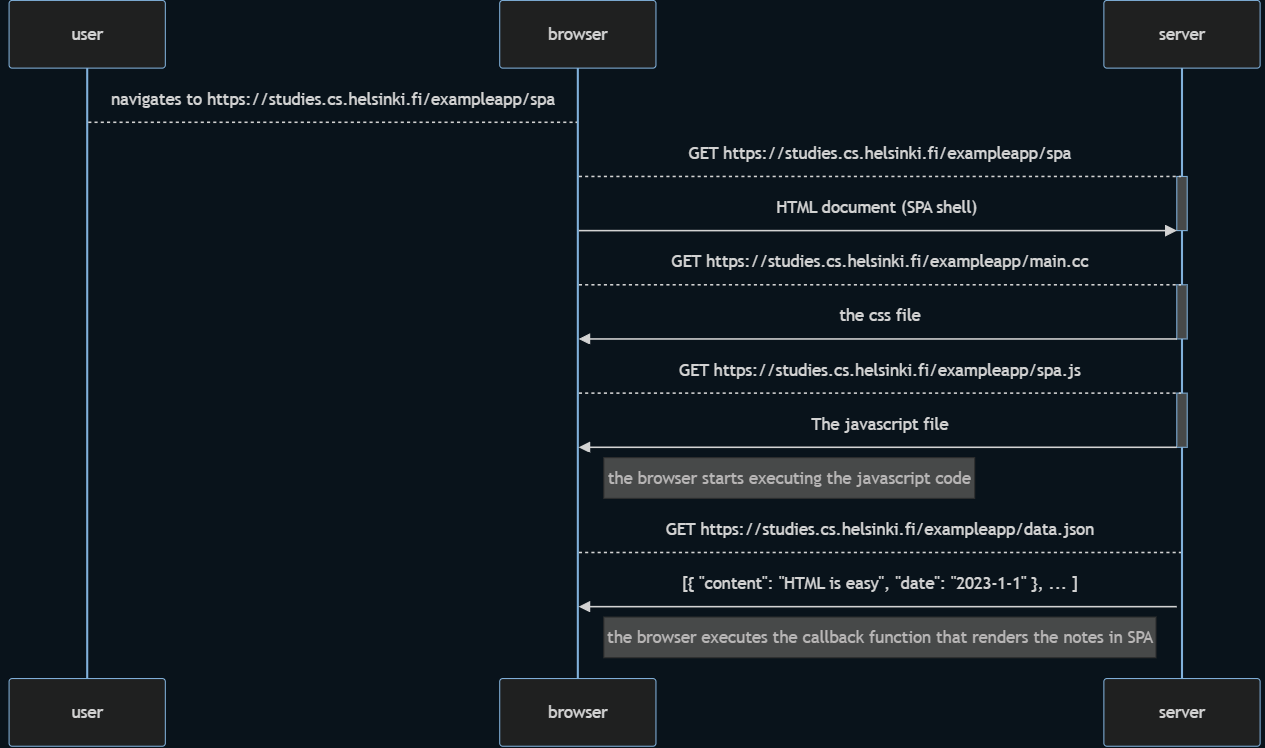 user
browser
server
navigates to https://studies.cs.helsinki.fi/exampleapp/spa
GET https://studies.cs.helsinki.fi/exampleapp/spa
HTML document (SPA shell)
GET https://studies.cs.helsinki.fi/exampleapp/main.cc
the css file
GET https://studies.cs.helsinki.fi/exampleapp/spa.js
The javascript file
the browser starts executing the javascript code
GET https://studies.cs.helsinki.fi/exampleapp/data.json
[{ "content": "HTML is easy", "date": "2023-1-1" }, ... ]
the browser executes the callback function that renders the notes in SPA
user
browser
server